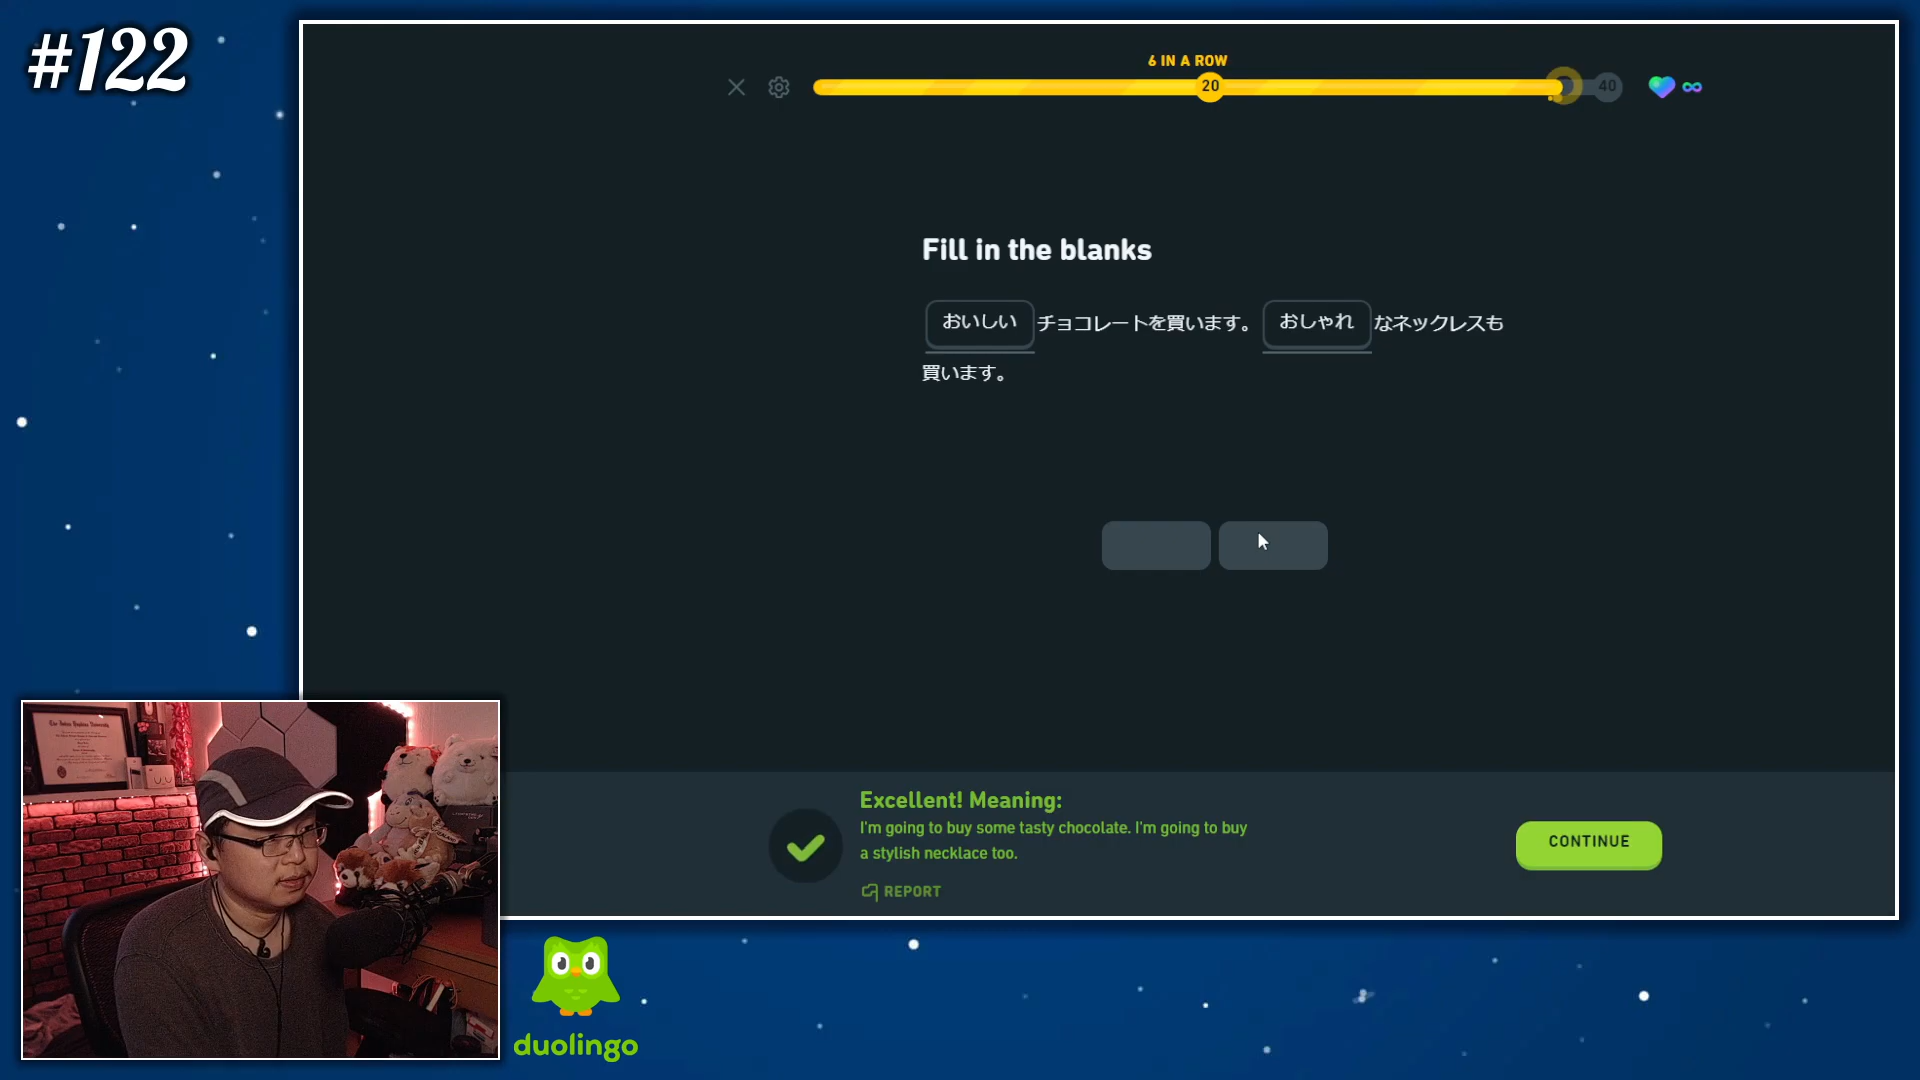 #122
6 IN A ROW
20
40
Fill in the blanks
おいしい チョコレートを買います。 おしゃれ なネックレスも
買います。
Excellent! Meaning:
I'm going to buy some tasty chocolate. I'm going to buy
a stylish necklace too.
REPORT
CONTINUE
duolingo